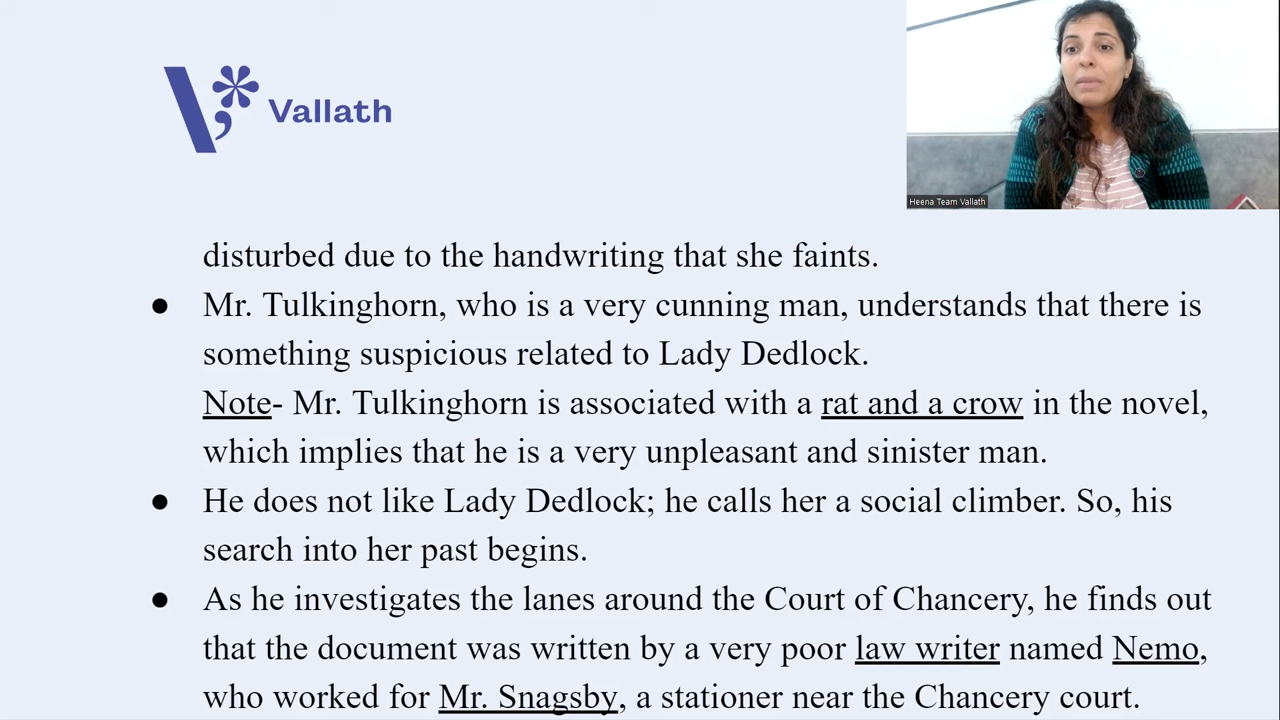 Vallath
Heena Team Vallath
disturbed due to the handwriting that she faints.
● Mr. Tulkinghorn, who is a very cunning man, understands that there is
something suspicious related to Lady Dedlock.
Note- Mr. Tulkinghorn is associated with a rat and a crow in the novel,
which implies that he is a very unpleasant and sinister man.
● He does not like Lady Dedlock; he calls her a social climber. So, his
search into her past begins.
● As he investigates the lanes around the Court of Chancery, he finds out
that the document was written by a very poor law writer named Nemo,
who worked for Mr. Snagsby, a stationer near the Chancery court.